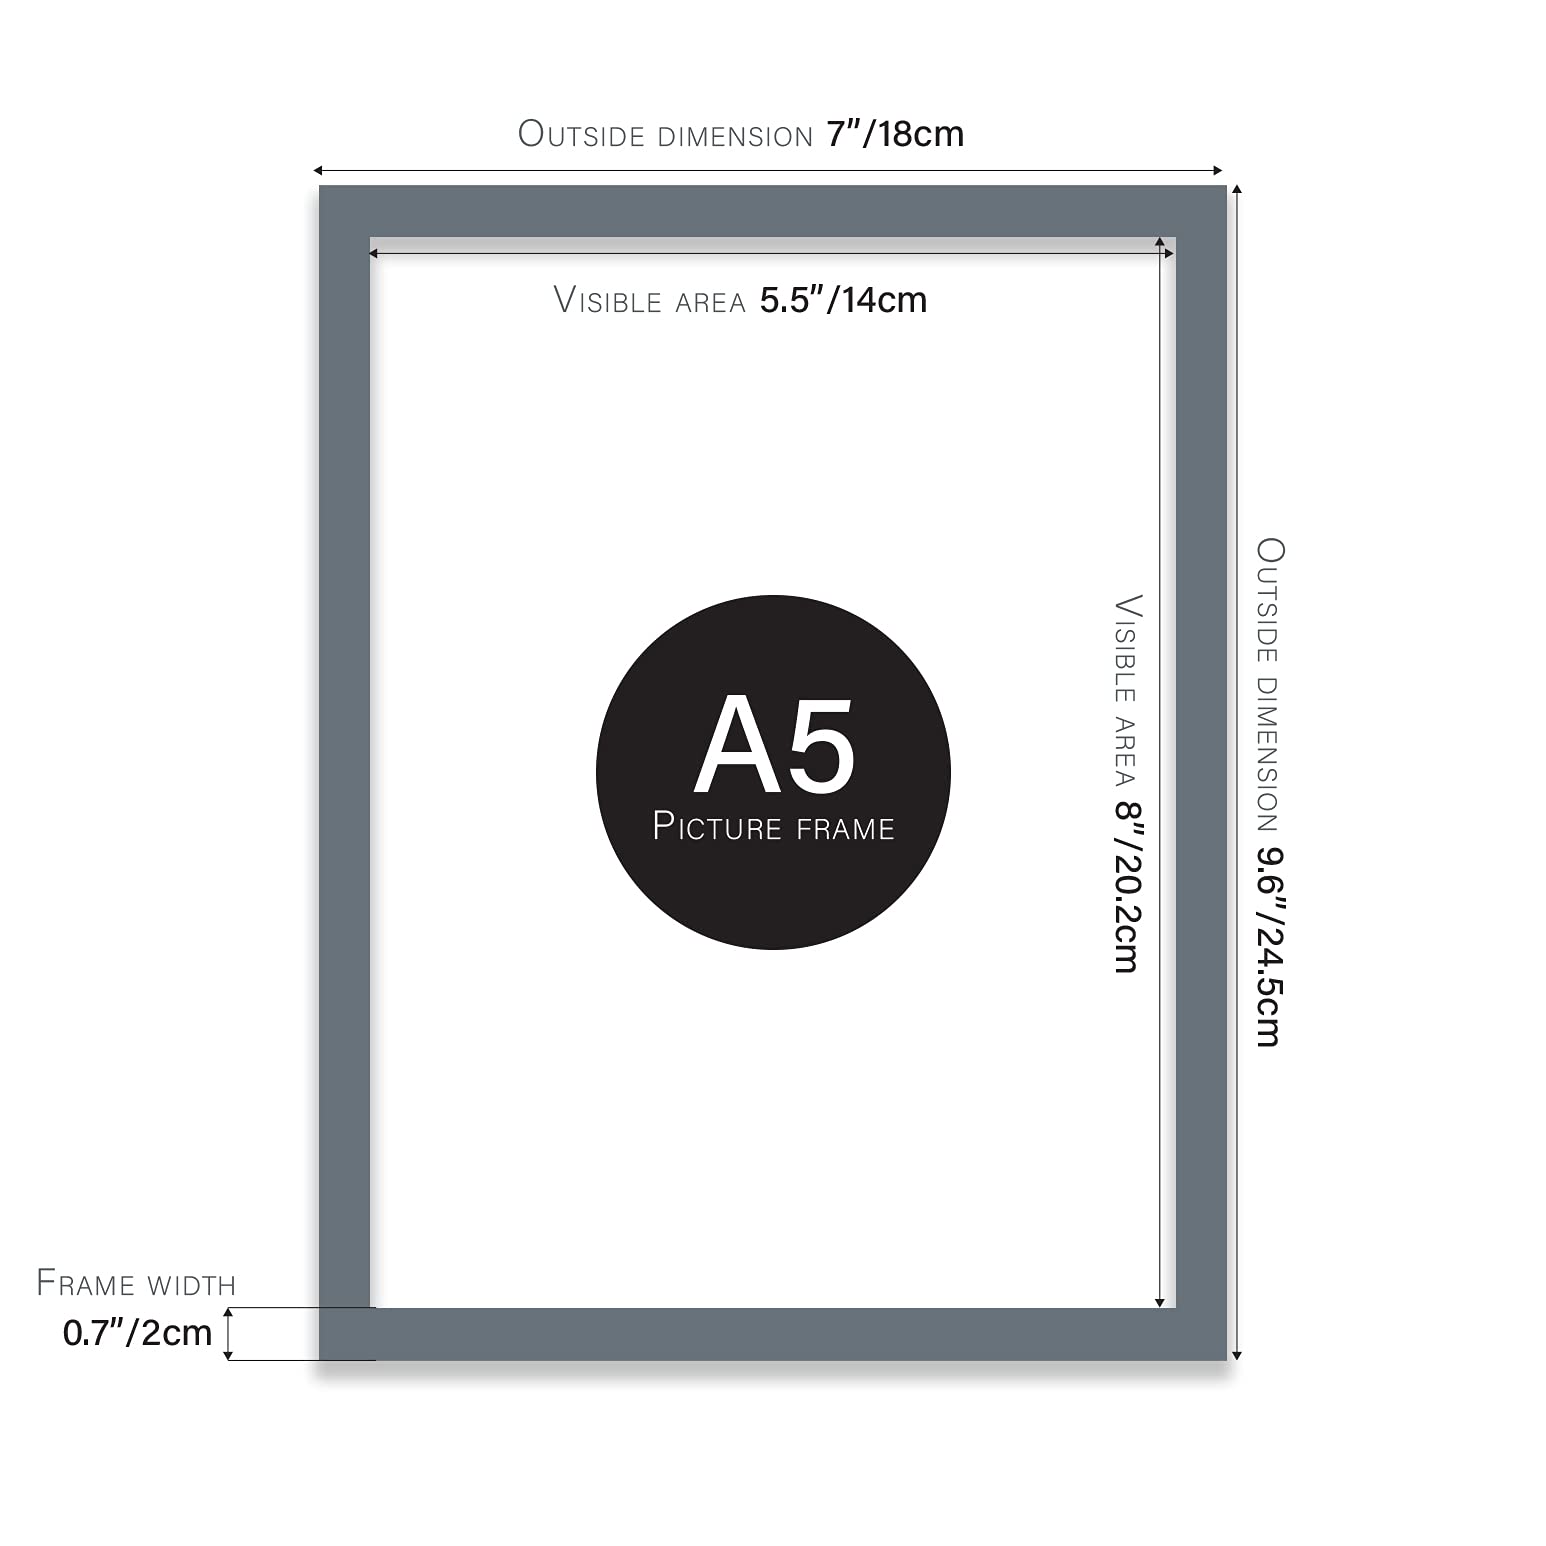 Outside dimension 7"/18cm
Visible area 5.5"/14cm
Visible area 8"/20.2cm
Outside dimension 9.6"/24.5cm
A5
Picture frame
Frame width
0.7"/2cm